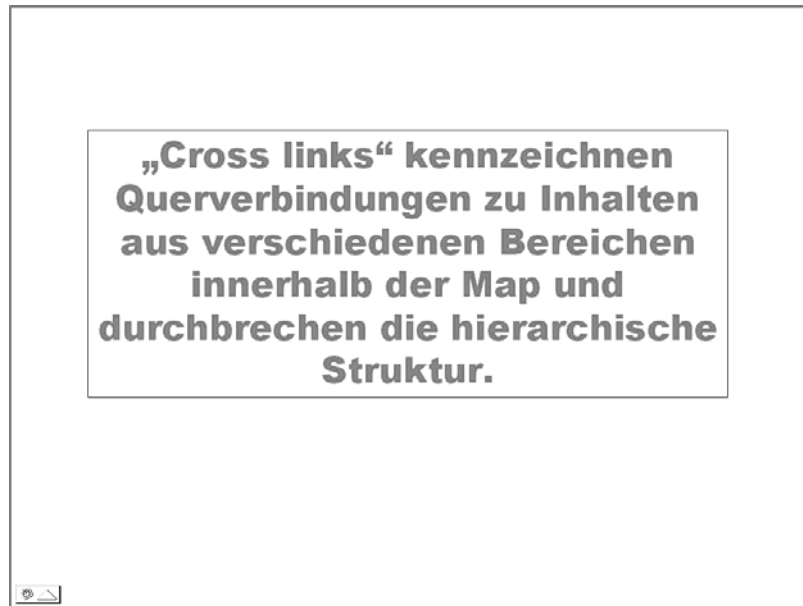 „Cross links“ kennzeichnen
Querverbindungen zu Inhalten
aus verschiedenen Bereichen
innerhalb der Map und
durchbrechen die hierarchische
Struktur.